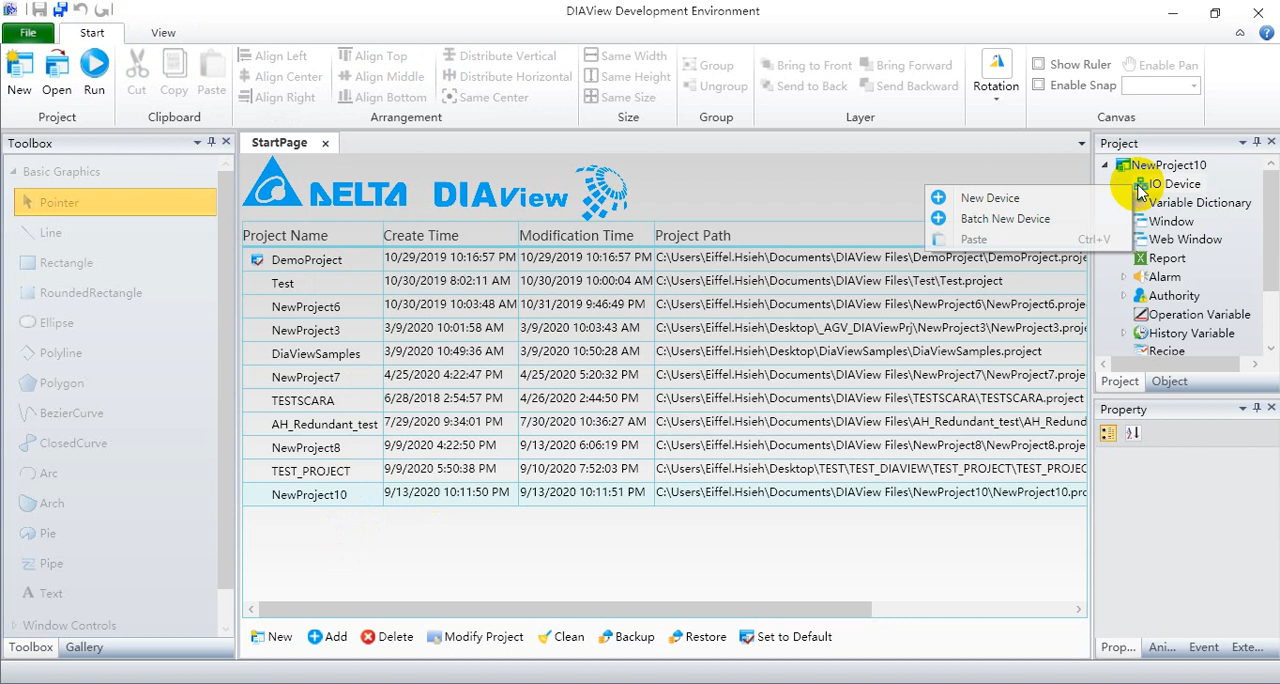 DIAView Development Environment
File Start View
New Open Run
Project
Cut Copy Paste
Clipboard
Align Left Align Top Distribute Vertical
Align Center Align Middle Distribute Horizontal
Align Right Align Bottom Same Center
Arrangement
Same Width
Same Height
Same Size
Size
Group
Ungroup
Group
Bring to Front Bring Forward
Send to Back Send Backward
Layer
Rotation
Show Ruler Enable Pan
Enable Snap
Canvas
Toolbox
Basic Graphics
Pointer
Line
Rectangle
RoundedRectangle
Ellipse
Polyline
Polygon
BezierCurve
ClosedCurve
Arc
Arch
Pie
Pipe
A Text
Window Controls
Toolbox Gallery
StartPage
DELTA DIAView
Project Name Create Time Modification Time Project Path
DemoProject 10/29/2019 10:16:57 PM 10/29/2019 10:16:57 PM C:\Users\Eiffel.Hsieh\Documents\DIAView Files\DemoProject\DemoProject.proje
Test 10/30/2019 8:02:11 AM 10/30/2019 10:00:04 AM C:\Users\Eiffel.Hsieh\Documents\DIAView Files\Test\Test.project
NewProject6 10/30/2019 10:03:48 AM 10/31/2019 9:49:49 PM C:\Users\Eiffel.Hsieh\Documents\DIAView Files\NewProject6\NewProject6.proje
NewProject3 3/9/2020 10:01:58 AM 3/9/2020 10:03:43 AM C:\Users\Eiffel.Hsieh\Desktop\_AGV_DIAViewPrj\NewProject3\NewProject3.proje
DiaViewSamples 3/9/2020 10:49:36 AM 3/9/2020 10:50:28 AM C:\Users\Eiffel.Hsieh\Desktop\DiaViewSamples\DiaViewSamples.project
NewProject7 4/25/2020 4:22:47 PM 4/25/2020 5:20:32 PM C:\Users\Eiffel.Hsieh\Documents\DIAView Files\NewProject7\NewProject7.proje
TESTSCARA 6/28/2018 2:54:57 PM 4/26/2020 2:44:50 PM C:\Users\Eiffel.Hsieh\Documents\DIAView Files\TESTSCARA\TESTSCARA.project
AH_Redundant_test 7/29/2020 9:34:01 PM 7/30/2020 10:36:27 AM C:\Users\Eiffel.Hsieh\Documents\DIAView Files\AH_Redundant_test\AH_Redund
NewProject8 9/9/2020 4:22:50 PM 9/13/2020 6:06:19 PM C:\Users\Eiffel.Hsieh\Documents\DIAView Files\NewProject8\NewProject8.proje
TEST_PROJECT 9/9/2020 5:50:39 PM 9/10/2020 7:52:03 PM C:\Users\Eiffel.Hsieh\Desktop\TEST\TEST_DIAVIEW\TEST_PROJECT\TEST_PROJEC
NewProject10 9/13/2020 10:11:50 PM 9/13/2020 10:11:51 PM C:\Users\Eiffel.Hsieh\Documents\DIAView Files\NewProject10\NewProject10.pro
New Add Delete Modify Project Clean Backup Restore Set to Default
New Device
Batch New Device
Paste Ctrl+V
Project
NewProject10
IO Device
Variable Dictionary
Window
Web Window
Report
Alarm
Authority
Operation Variable
History Variable
Recipe
Project Object
Property
Prop... Ani... Event Exte...